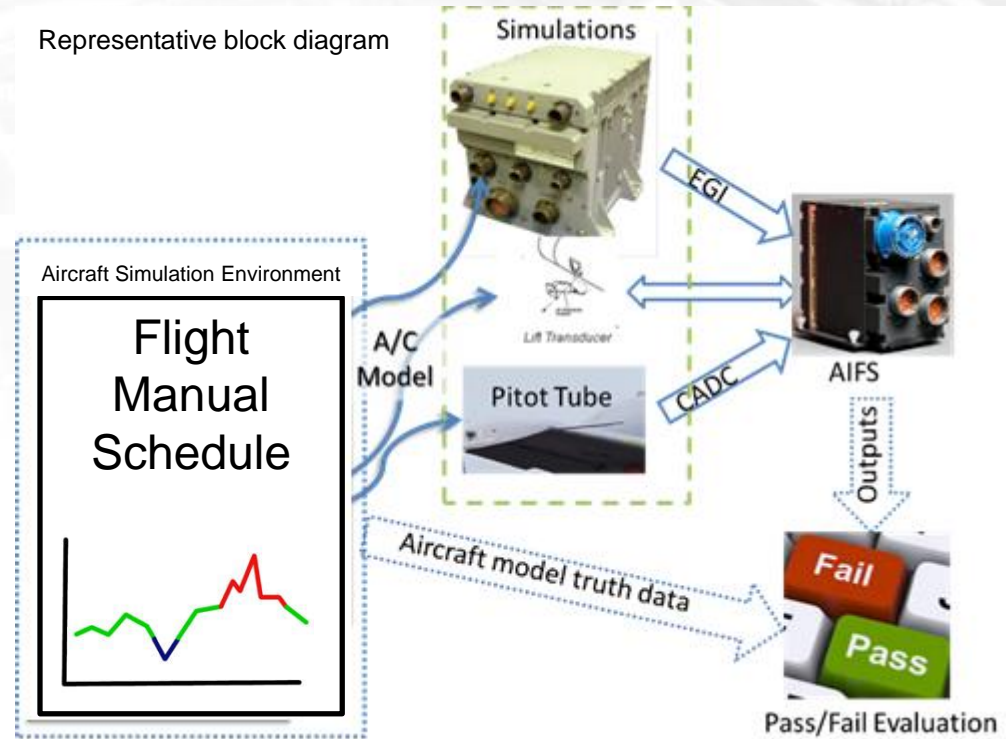 Representative block diagram
Simulations
EGI
Aircraft Simulation Environment
Flight
Manual
Schedule
A/C
Model
Lift Transducer
Pitot Tube
CADC
AIFS
Outputs
Aircraft model truth data
Fail
Pass
Pass/Fail Evaluation